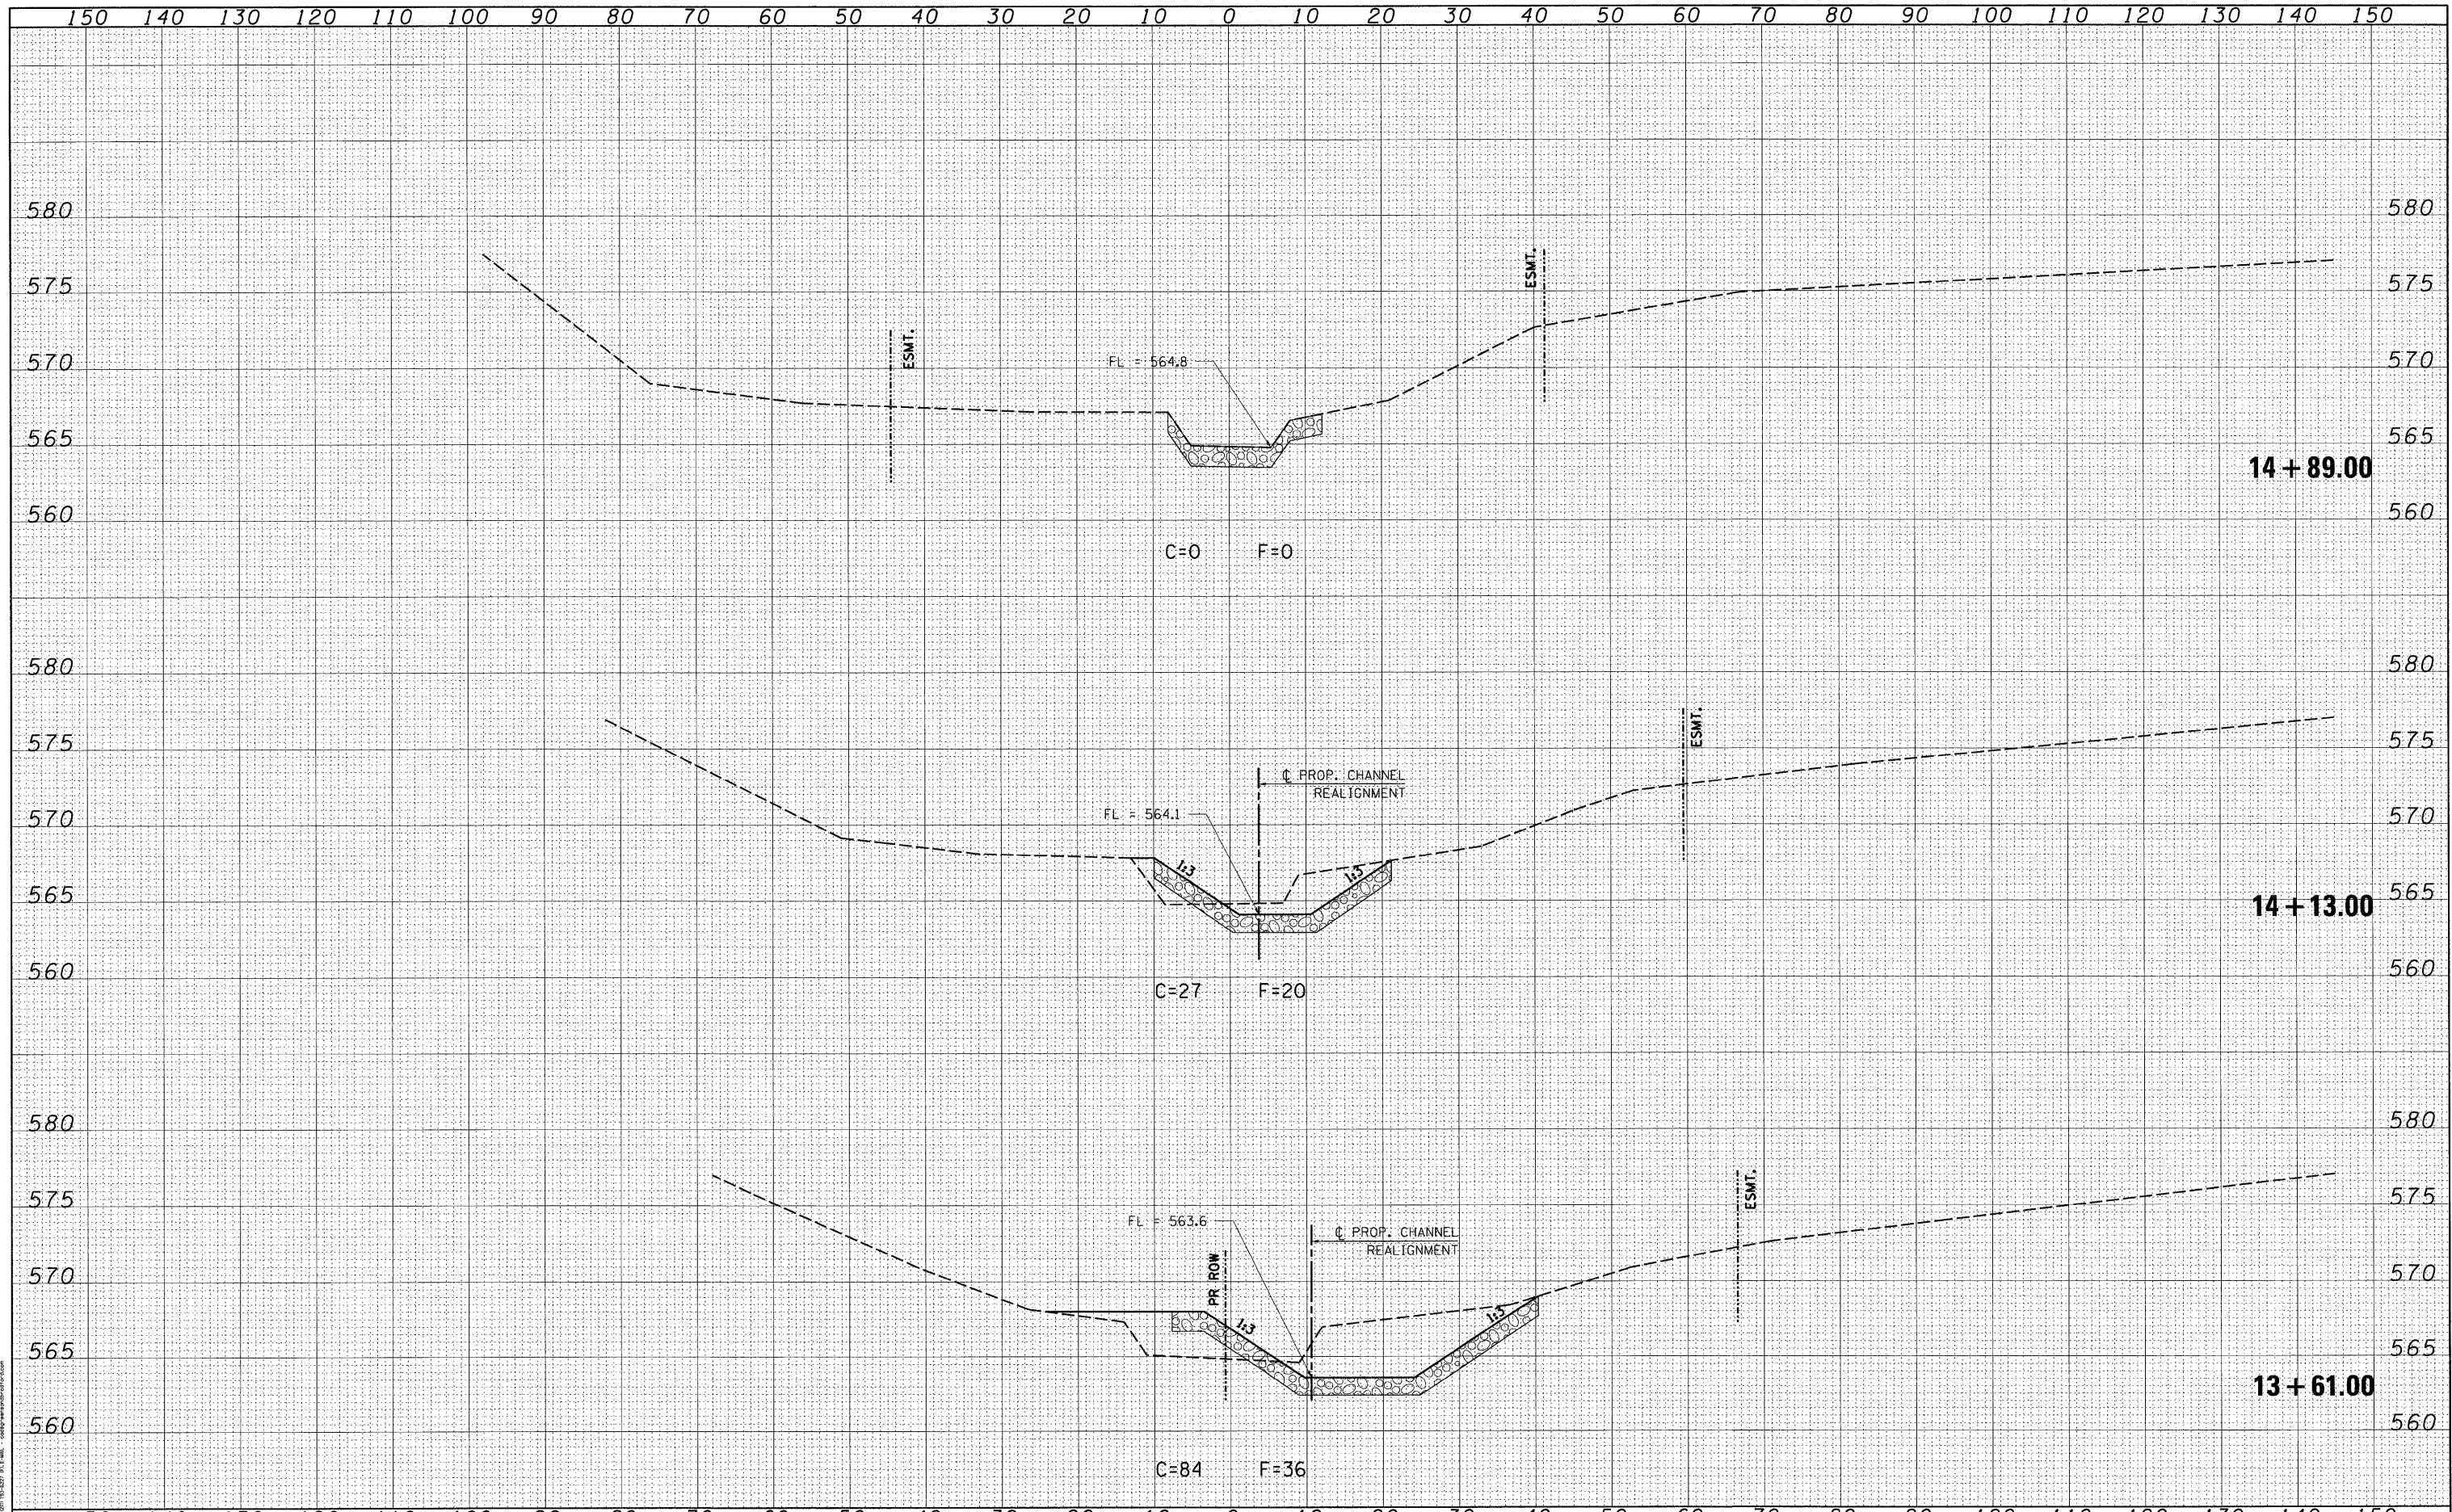 150 140 130 120 110 100 90 80 70 60 50 40 30 20 10 0 10 20 30 40 50 60 70 80 90 100 110 120 130 140 150
580 580
ESMT.
575 575
ESMT.
FL = 564.8
570 570
565 565
14 + 89.00
560 560
C=0 F=0
580 580
ESMT.
575 575
℄ PROP. CHANNEL
REALIGNMENT
FL = 564.1
570 570
1:3 1:3
565 565
14 + 13.00
560 560
C=27 F=20
580 580
ESMT.
575 575
FL = 563.6
℄ PROP. CHANNEL
REALIGNMENT
PR ROW
570 570
1:3 1:3
565 565
13 + 61.00
560 560
C=84 F=36